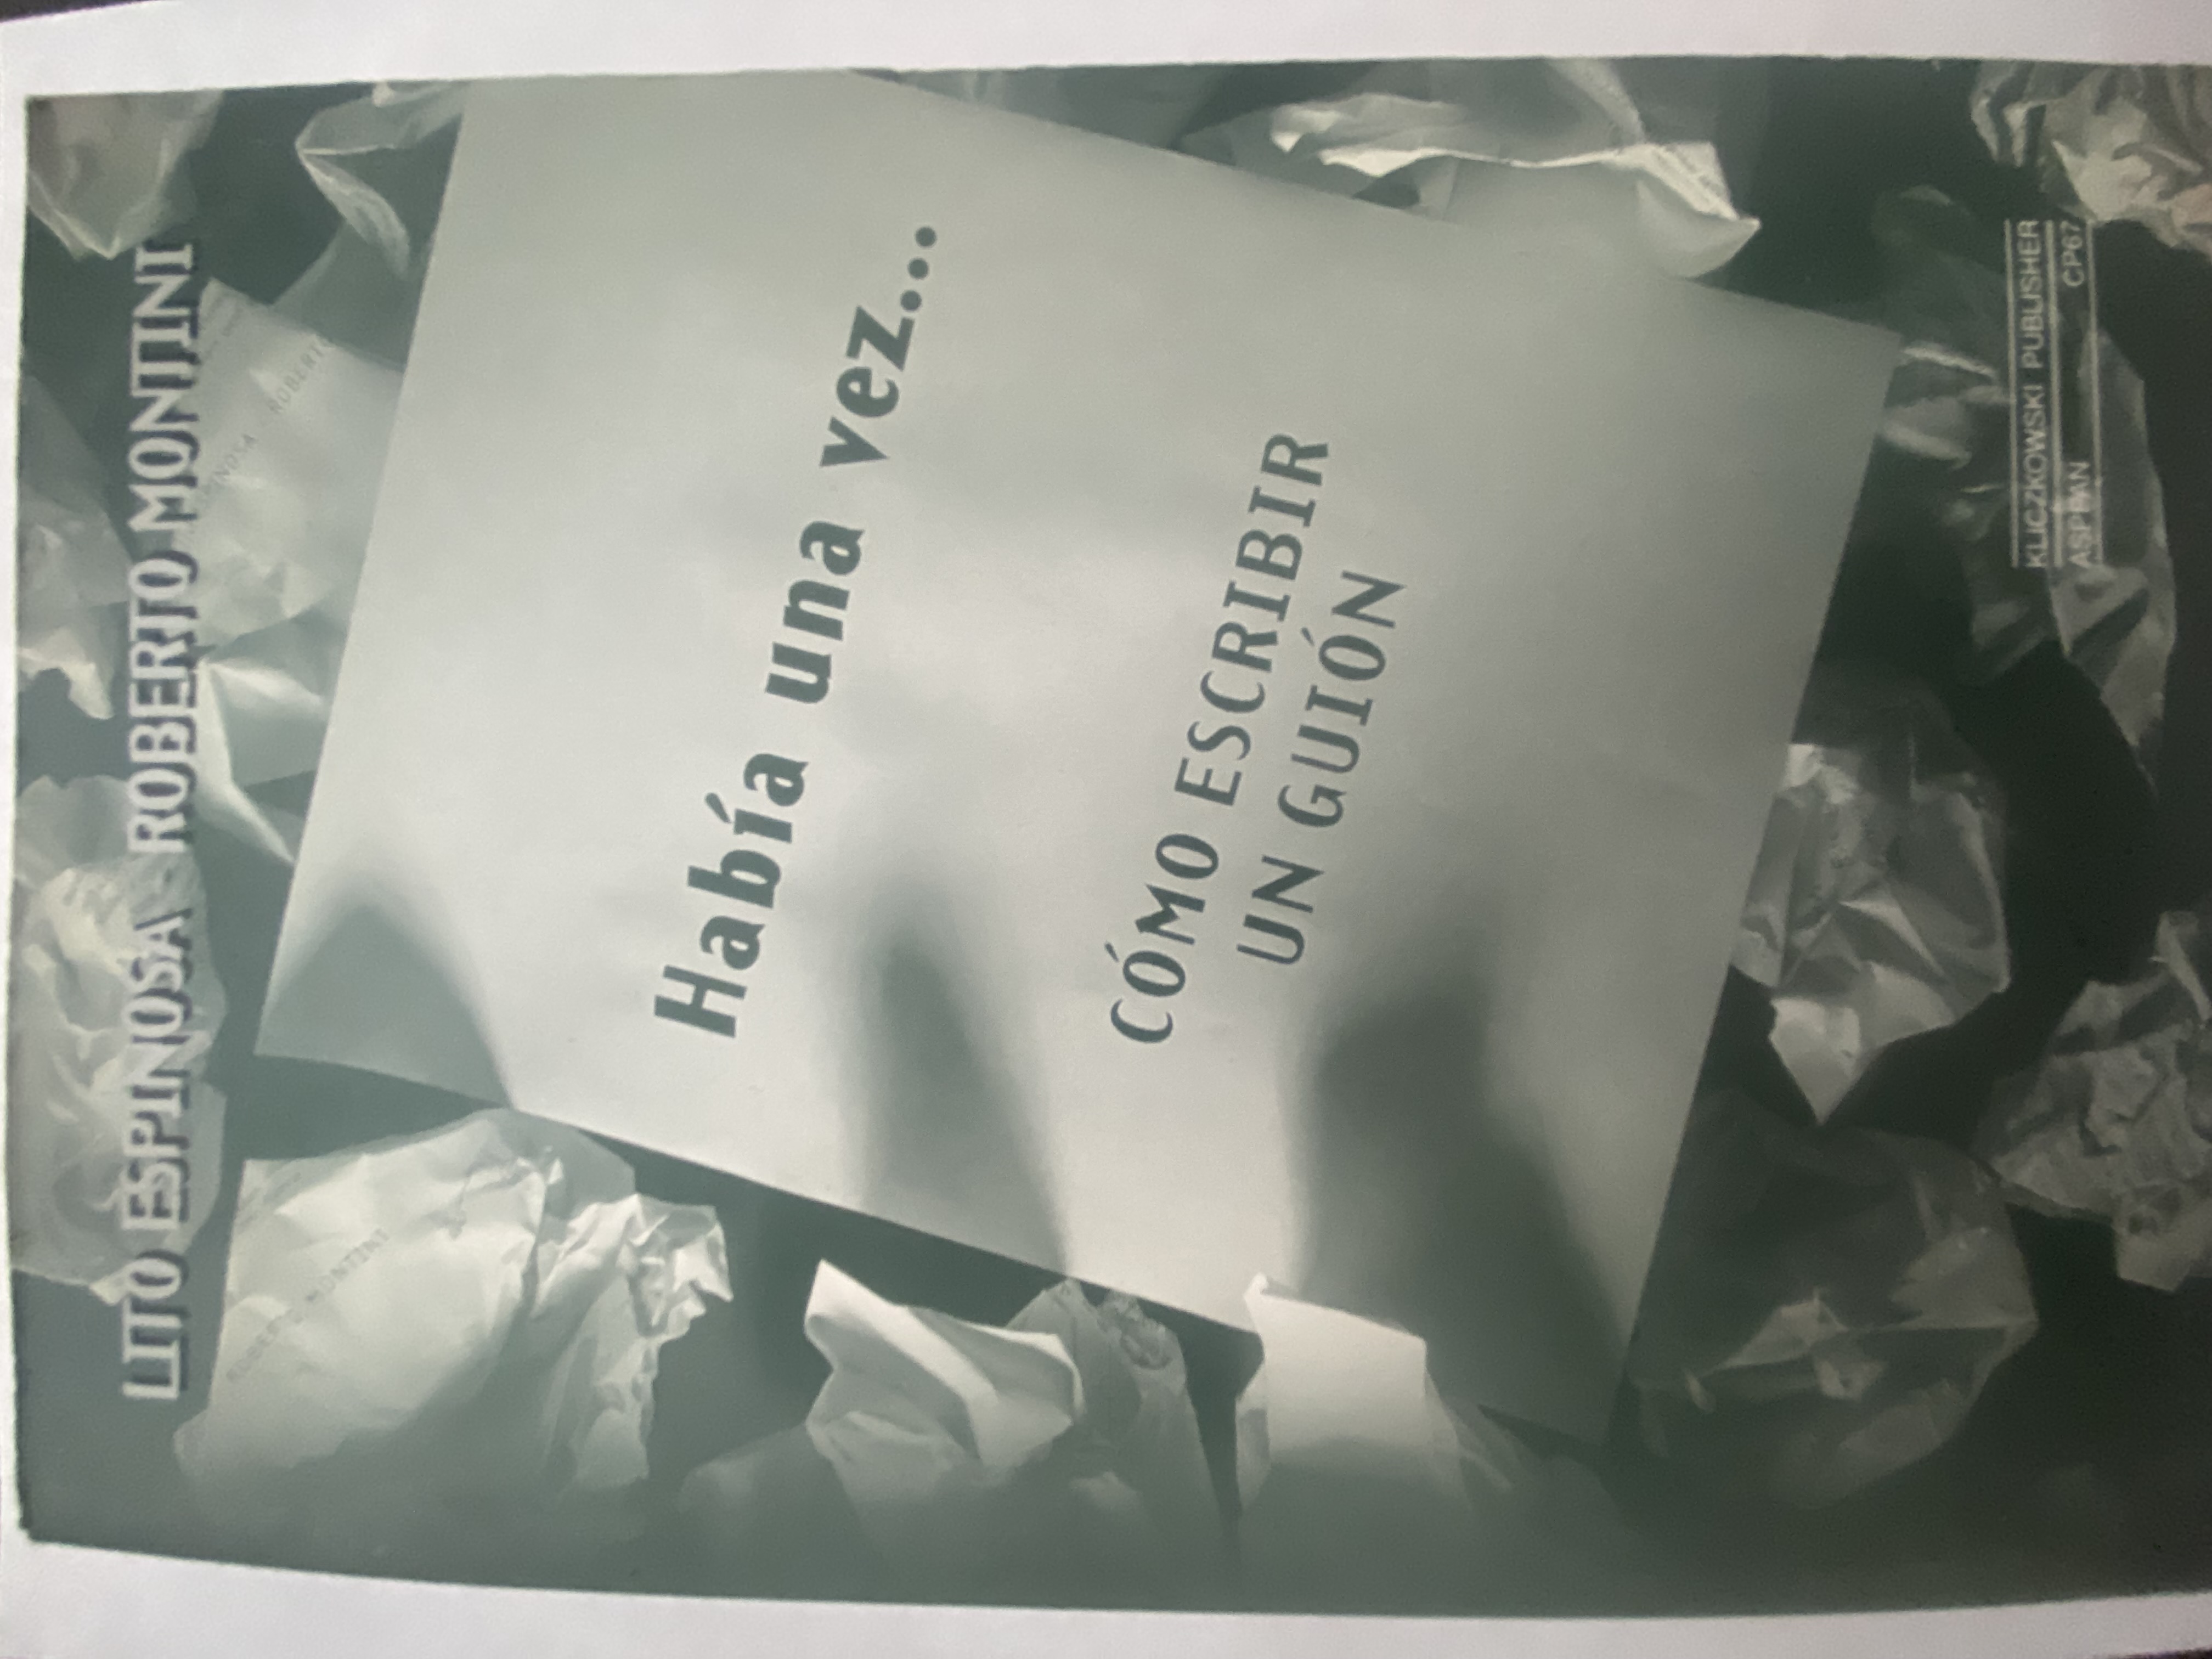 LITO ESPINOSA - ROBERTO MONTINI
ROBERTO MONTINI
ESPINOSA - ROBERTO
Había una vez...
CÓMO ESCRIBIR
UN GUIÓN
KLICZKOWSKI PUBLISHER
ASPPAN CP67